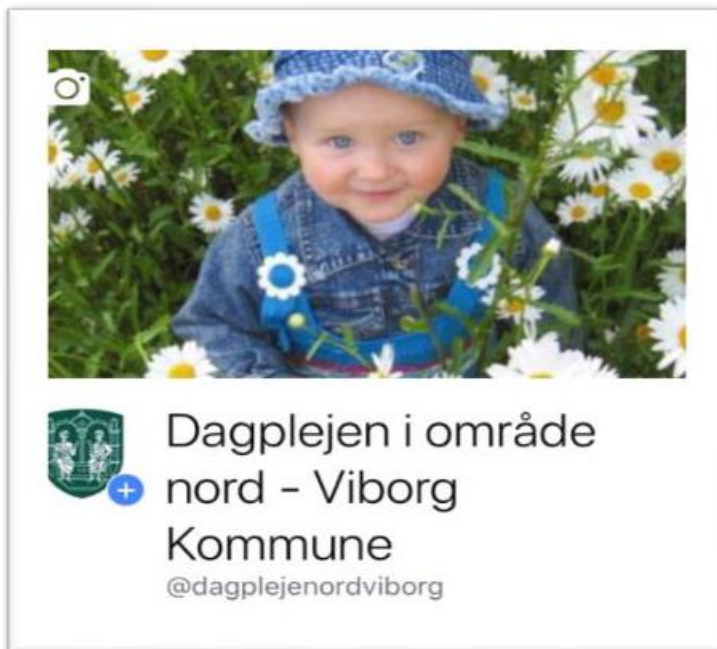 Dagplejen i område
nord – Viborg
Kommune
@dagplejenordviborg